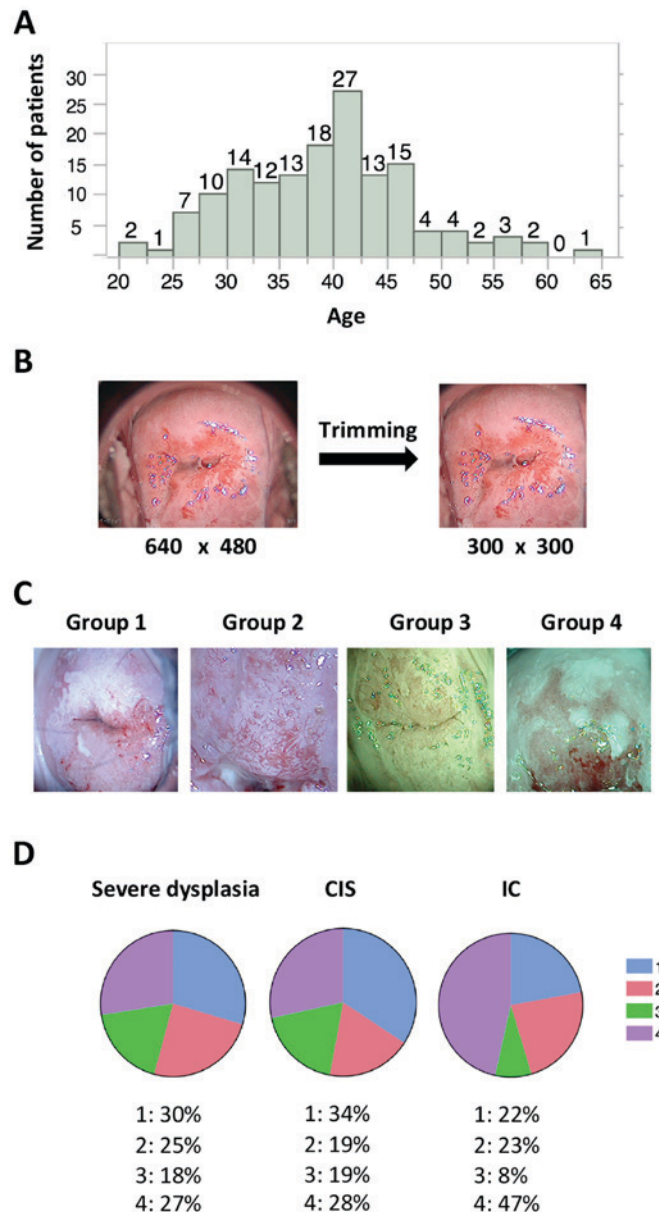 A
Number of patients
30
25
20
15
10
5
2 1 7 10 14 12 13 18 27 13 15 4 4 2 3 2 0 1
20 25 30 35 40 45 50 55 60 65
Age
B
Trimming
640 x 480
300 x 300
C
Group 1 Group 2 Group 3 Group 4
D
Severe dysplasia CIS IC
1
2
3
4
1: 30% 1: 34% 1: 22%
2: 25% 2: 19% 2: 23%
3: 18% 3: 19% 3: 8%
4: 27% 4: 28% 4: 47%